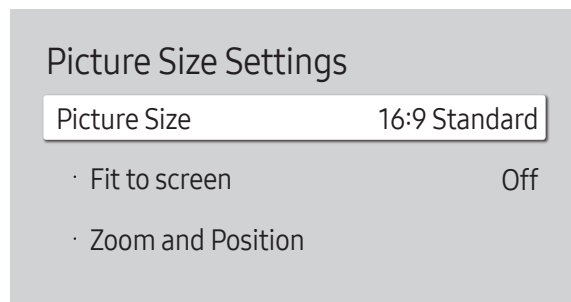 Picture Size Settings
Picture Size 16:9 Standard
· Fit to screen Off
· Zoom and Position